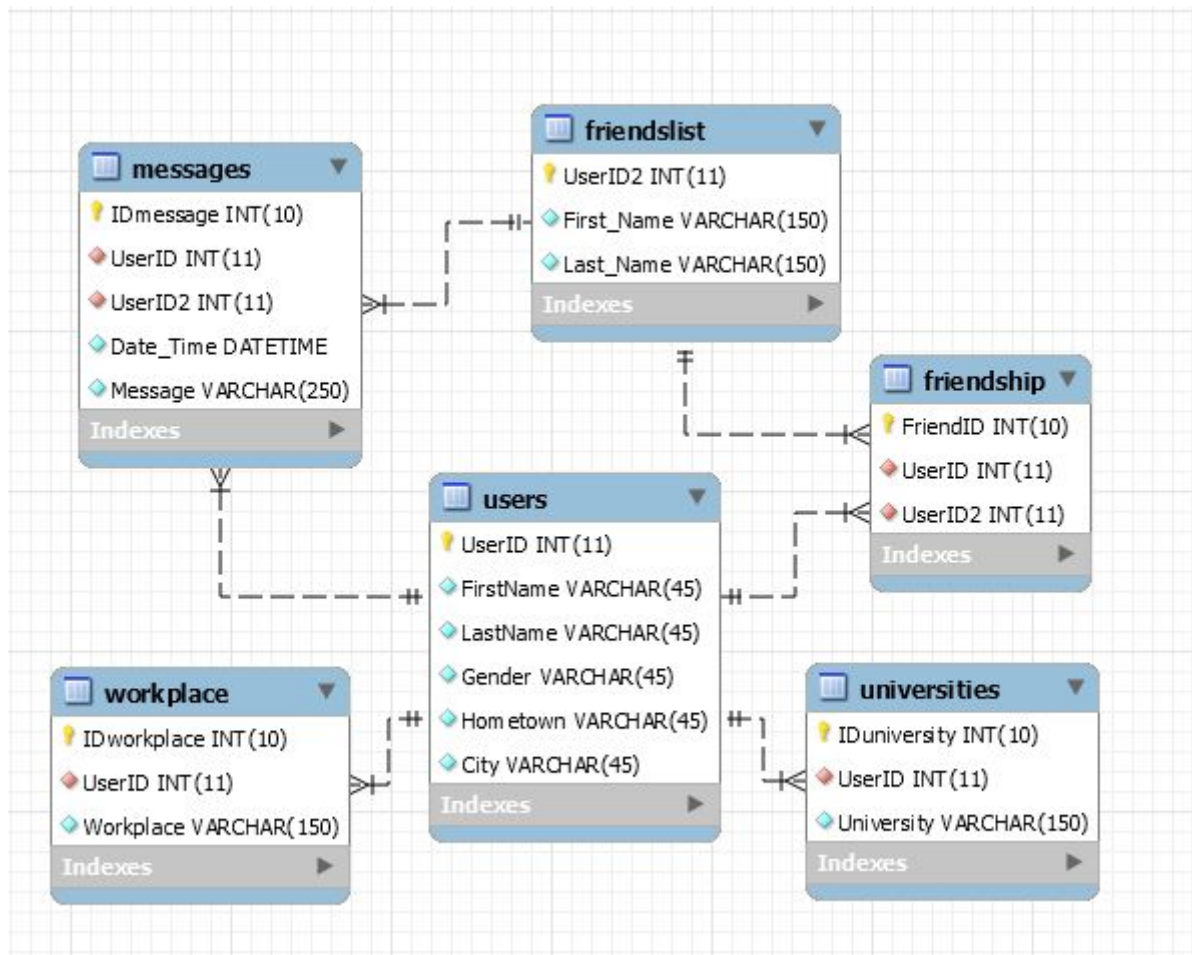 messages
IDmessage INT(10)
UserID INT(11)
UserID2 INT(11)
Date_Time DATETIME
Message VARCHAR(250)
Indexes
friendslist
UserID2 INT(11)
First_Name VARCHAR(150)
Last_Name VARCHAR(150)
Indexes
friendship
FriendID INT(10)
UserID INT(11)
UserID2 INT(11)
Indexes
users
UserID INT(11)
FirstName VARCHAR(45)
LastName VARCHAR(45)
Gender VARCHAR(45)
Hometown VARCHAR(45)
City VARCHAR(45)
Indexes
workplace
IDworkplace INT(10)
UserID INT(11)
Workplace VARCHAR(150)
Indexes
universities
IDuniversity INT(10)
UserID INT(11)
University VARCHAR(150)
Indexes